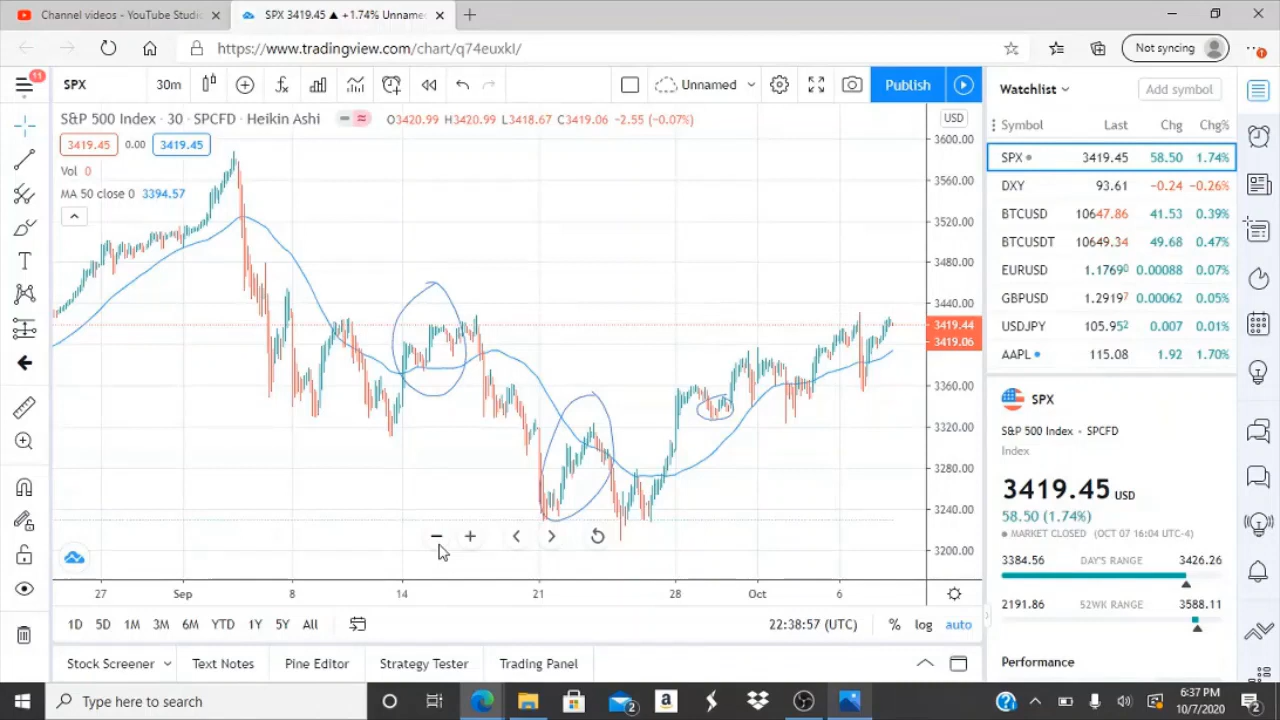 Channel videos - YouTube Studi
SPX 3419.45 ▲ +1.74% Unname
https://www.tradingview.com/chart/q74euxkl/
Not syncing
11
SPX
30m
Unnamed
Publish
S&P 500 Index · 30 · SPCFD · Heikin Ashi
O3420.99 H3420.99 L3418.67 C3419.06 -2.55 (-0.07%)
3419.45 0.00 3419.45
Vol 0
MA 50 close 0 3394.57
USD
3600.00
3560.00
3520.00
3480.00
3440.00
3419.44
3419.06
3360.00
3320.00
3280.00
3240.00
3200.00
27 Sep 8 14 21 28 Oct 6
1D 5D 1M 3M 6M YTD 1Y 5Y All
22:38:57 (UTC) % log auto
Stock Screener
Text Notes
Pine Editor
Strategy Tester
Trading Panel
Watchlist
Add symbol
Symbol Last Chg Chg%
SPX 3419.45 58.50 1.74%
DXY 93.61 -0.24 -0.26%
BTCUSD 10647.86 41.53 0.39%
BTCUSDT 10649.34 49.68 0.47%
EURUSD 1.17690 0.00088 0.07%
GBPUSD 1.29197 0.00062 0.05%
USDJPY 105.952 0.007 0.01%
AAPL 115.08 1.92 1.70%
SPX
S&P 500 Index • SPCFD
Index
3419.45 USD
58.50 (1.74%)
MARKET CLOSED (OCT 07 16:04 UTC-4)
3384.56 DAY'S RANGE 3426.26
2191.86 52WK RANGE 3588.11
Performance
Type here to search
2
6:37 PM
10/7/2020
2